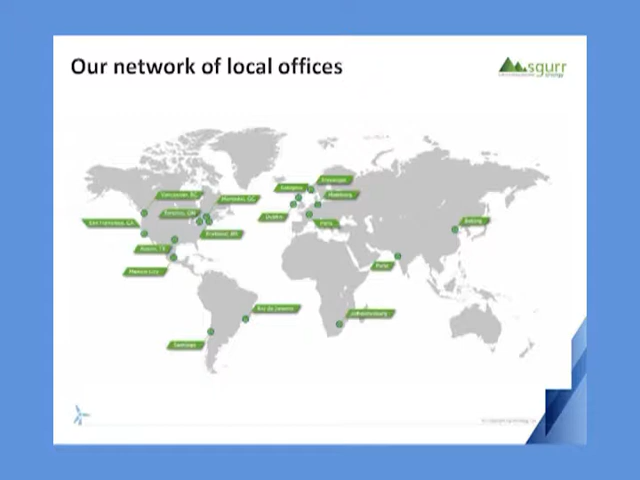 Our network of local offices
sgurr
energy
Vancouver, BC
Montreal, QC
Toronto, ON
San Francisco, CA
Portland, ME
Austin, TX
Mexico City
Glasgow
Hamburg
Dublin
Paris
Beijing
Pune
Rio de Janeiro
Johannesburg
Santiago